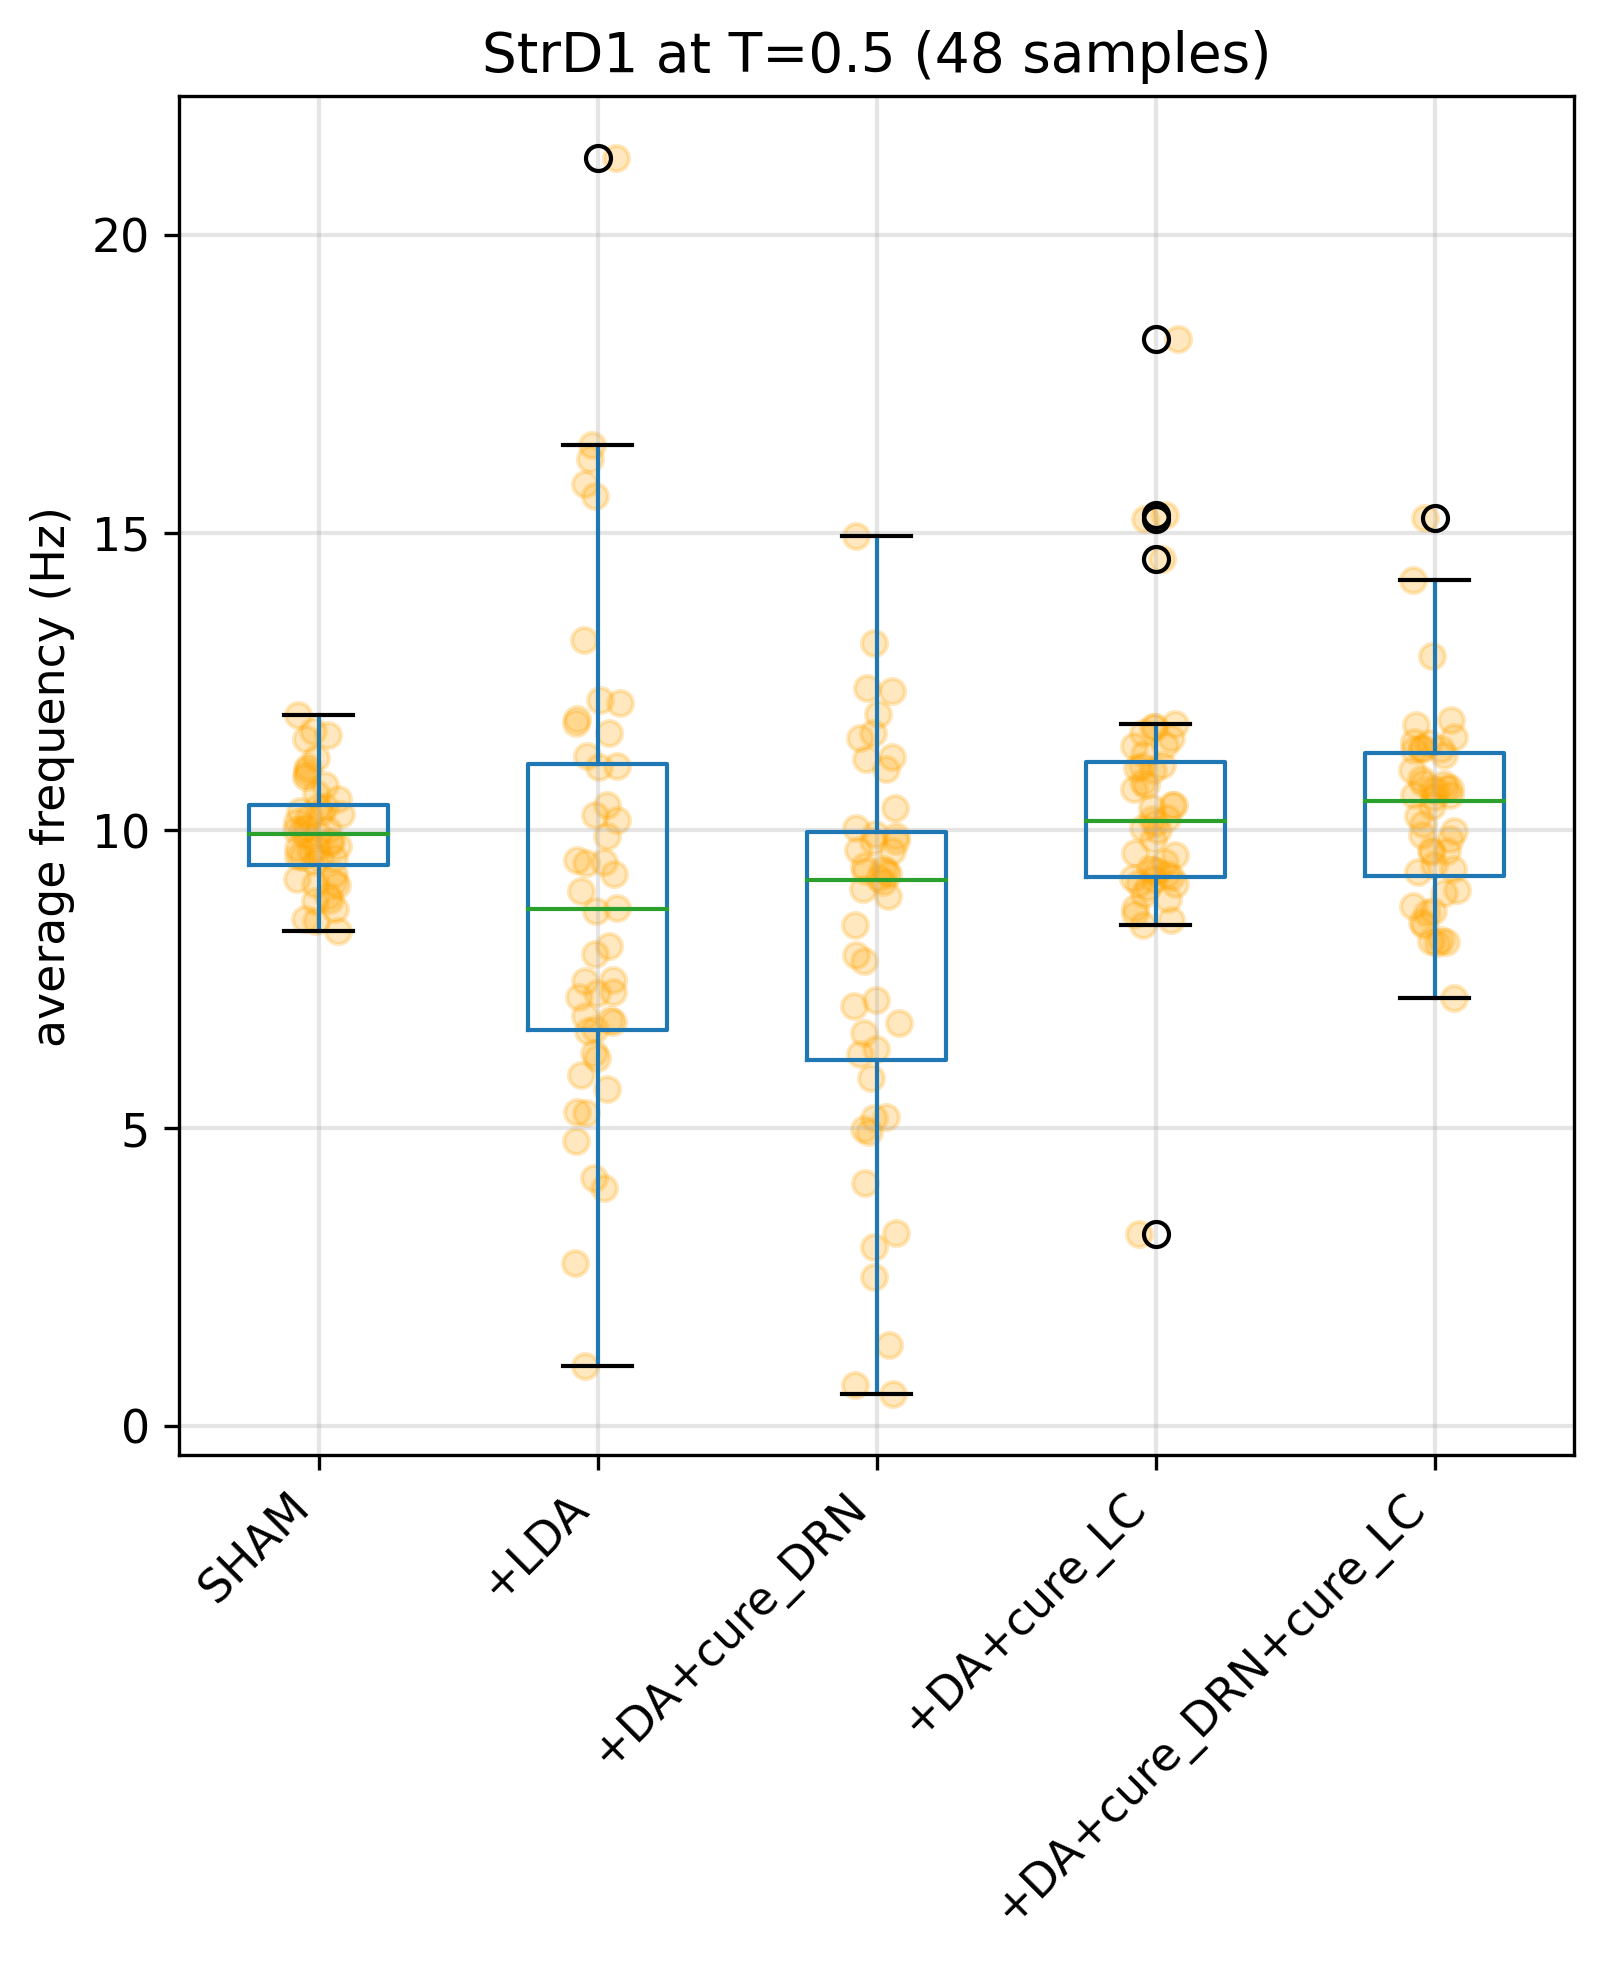 StrD1 at T=0.5 (48 samples)
average frequency (Hz)
20
15
10
5
0
SHAM
+LDA
+DA+cure_DRN
+DA+cure_LC
+DA+cure_DRN+cure_LC